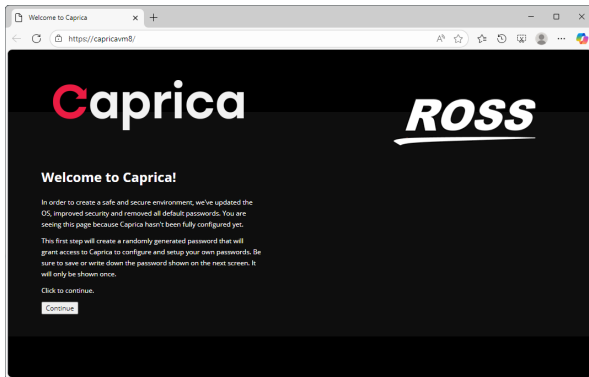 Welcome to Caprica
https://capricavm8/
Caprica
ROSS
Welcome to Caprica!
In order to create a safe and secure environment, we've updated the
OS, improved security and removed all default passwords. You are
seeing this page because Caprica hasn't been fully configured yet.
This first step will create a randomly generated password that will
grant access to Caprica to configure and setup your own passwords. Be
sure to save or write down the password shown on the next screen. It
will only be shown once.
Click to continue.
Continue